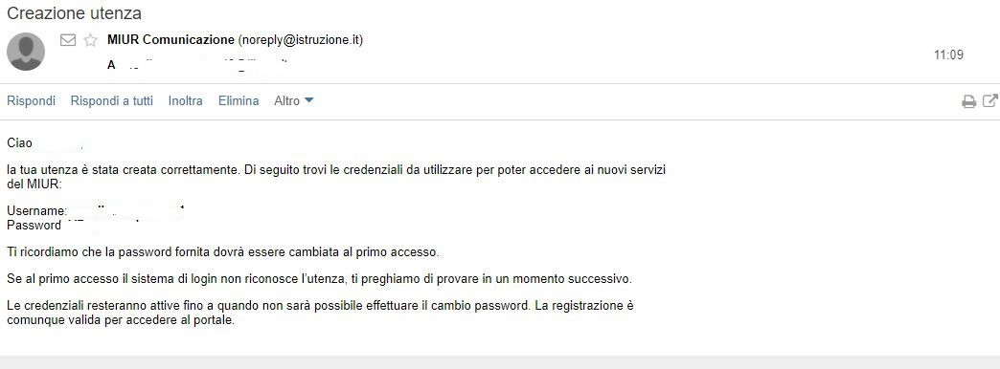 Creazione utenza
MIUR Comunicazione (noreply@istruzione.it)
A
11:09
Rispondi Rispondi a tutti Inoltra Elimina Altro
Ciao
la tua utenza è stata creata correttamente. Di seguito trovi le credenziali da utilizzare per poter accedere ai nuovi servizi
del MIUR:
Username:
Password
Ti ricordiamo che la password fornita dovrà essere cambiata al primo accesso.
Se al primo accesso il sistema di login non riconosce l'utenza, ti preghiamo di provare in un momento successivo.
Le credenziali resteranno attive fino a quando non sarà possibile effettuare il cambio password. La registrazione è
comunque valida per accedere al portale.